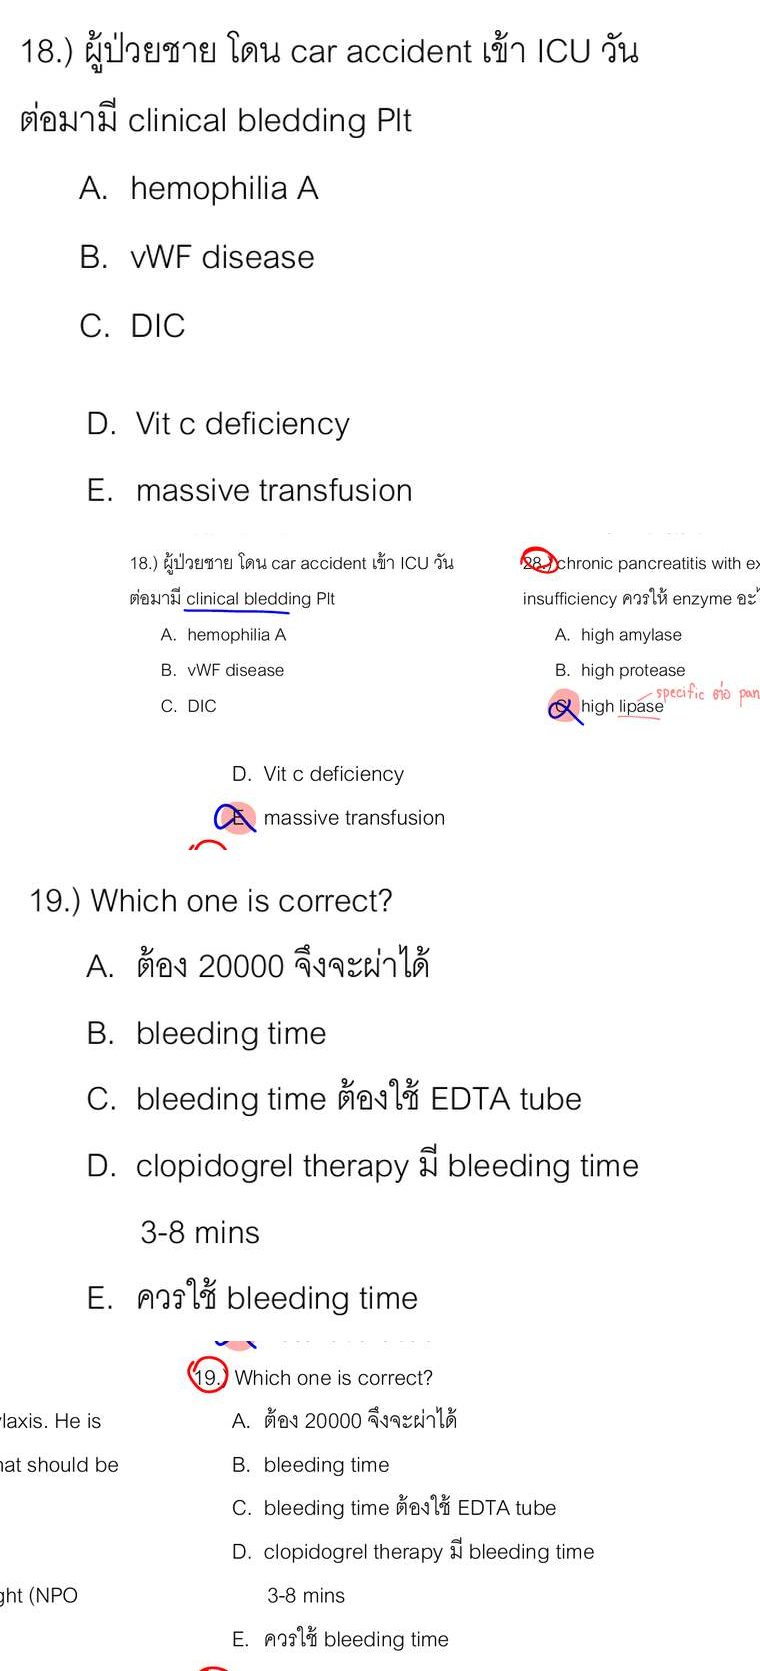 18.) ผู้ป่วยชาย โดน car accident เข้า ICU วัน
ต่อมามี clinical bledding Plt
A. hemophilia A
B. vWF disease
C. DIC
D. Vit c deficiency
E. massive transfusion
18.) ผู้ป่วยชาย โดน car accident เข้า ICU วัน
ต่อมามี clinical bledding Plt
A. hemophilia A
B. vWF disease
C. DIC
D. Vit c deficiency
E. massive transfusion
28.) chronic pancreatitis with ex
insufficiency ควรให้ enzyme อะ
A. high amylase
B. high protease
specific ต่อ pan
C. high lipase
19.) Which one is correct?
A. ต้อง 20000 จึงจะผ่าได้
B. bleeding time
C. bleeding time ต้องใช้ EDTA tube
D. clopidogrel therapy มี bleeding time
3-8 mins
E. ควรใช้ bleeding time
laxis. He is
at should be
ght (NPO
19.) Which one is correct?
A. ต้อง 20000 จึงจะผ่าได้
B. bleeding time
C. bleeding time ต้องใช้ EDTA tube
D. clopidogrel therapy มี bleeding time
3-8 mins
E. ควรใช้ bleeding time